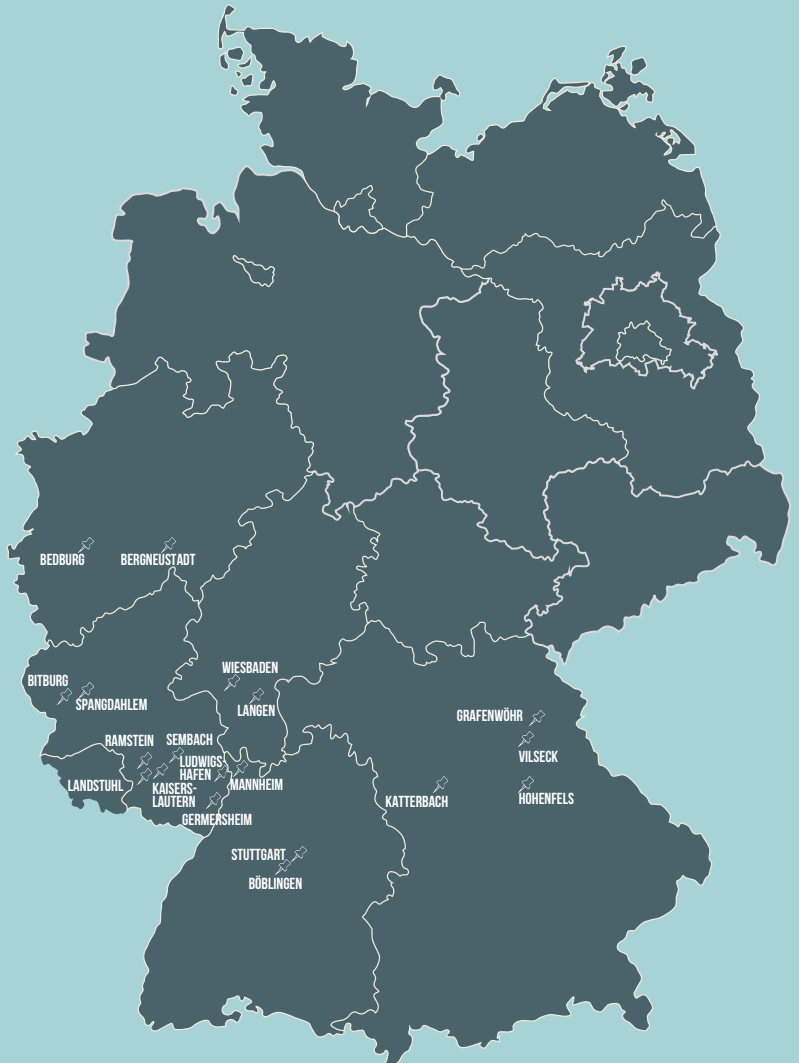 BEDBURG
BERGNEUSTADT
WIESBADEN
BITBURG
SPANGDAHLEM
LANGEN
GRAFENWÖHR
RAMSTEIN
SEMBACH
VILSECK
LUDWIGS-
HAFEN
LANDSTUHL
MANNHEIM
KAISERS-
LAUTERN
KATTERBACH
HOHENFELS
GERMERSHEIM
STUTTGART
BÖBLINGEN